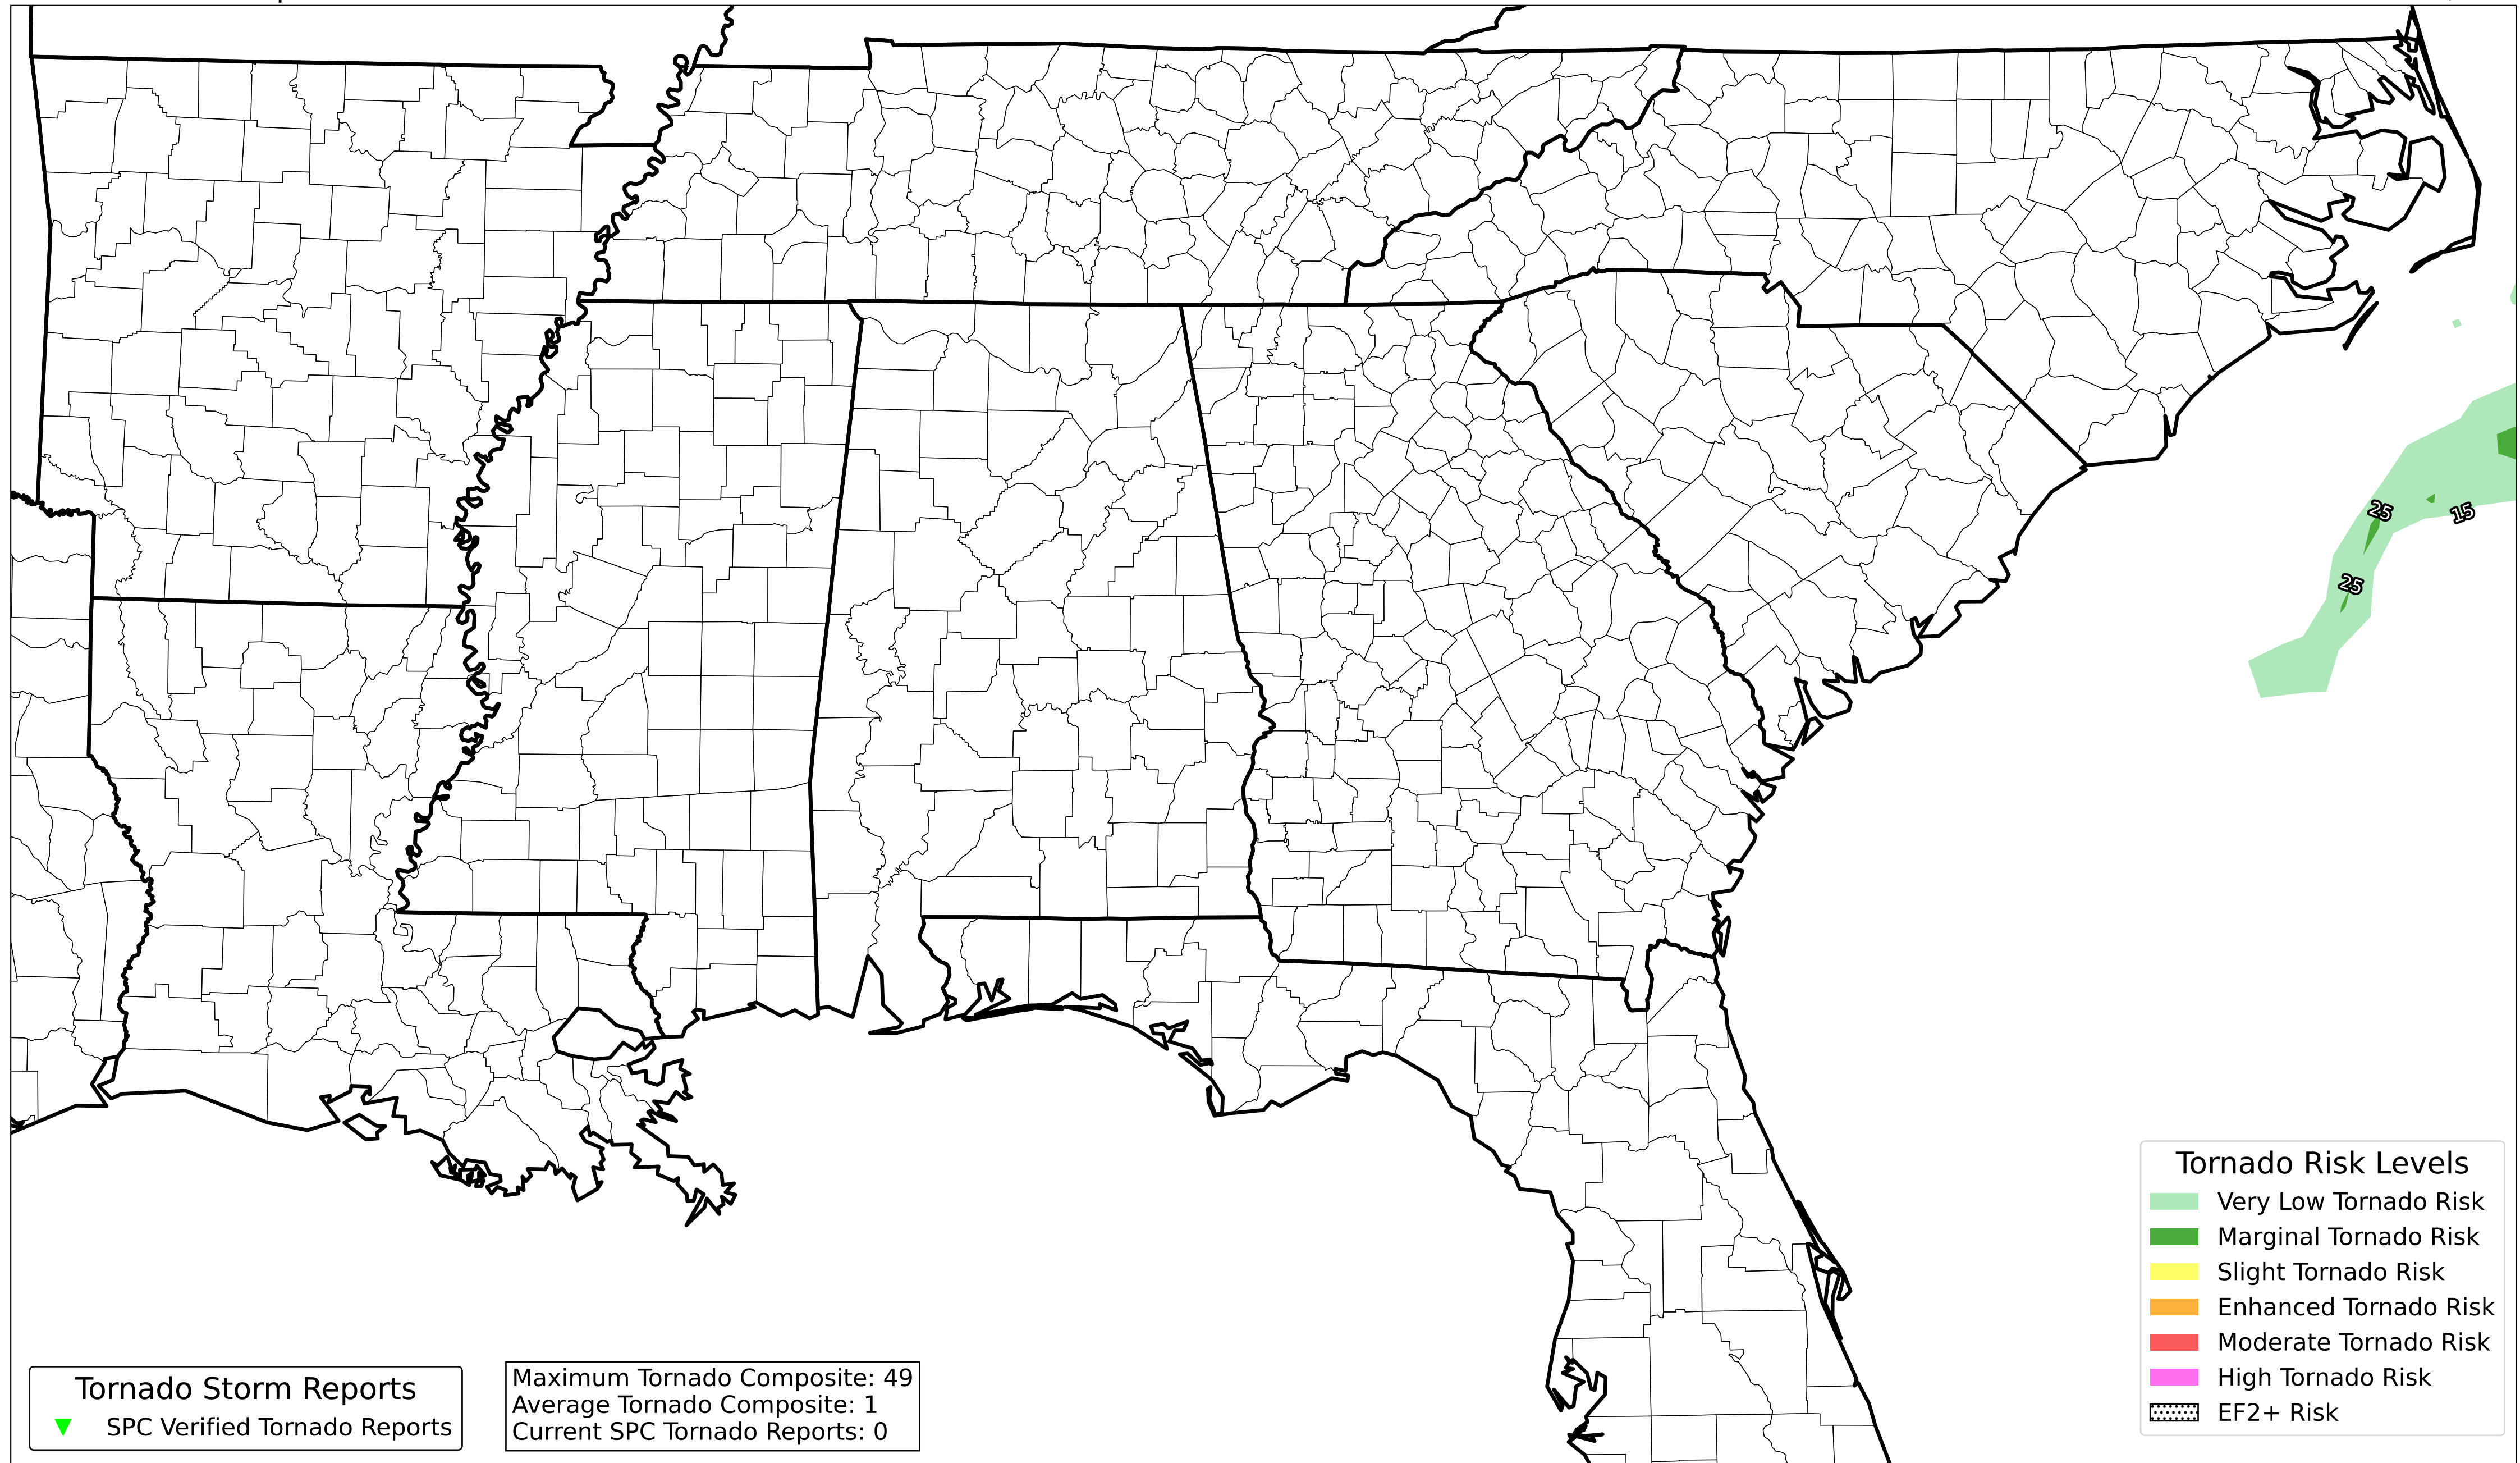 25
15
25
Tornado Risk Levels
Very Low Tornado Risk
Marginal Tornado Risk
Slight Tornado Risk
Enhanced Tornado Risk
Moderate Tornado Risk
High Tornado Risk
EF2+ Risk
Tornado Storm Reports
SPC Verified Tornado Reports
Maximum Tornado Composite: 49
Average Tornado Composite: 1
Current SPC Tornado Reports: 0